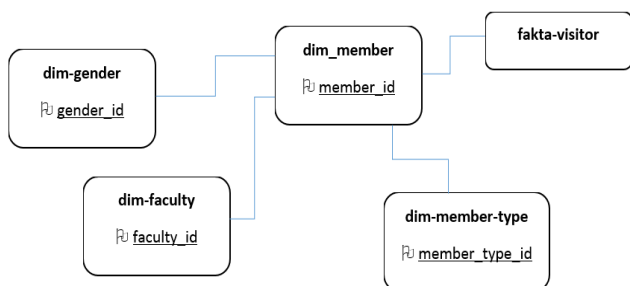 dim_member
member_id
fakta-visitor
dim-gender
gender_id
dim-faculty
faculty_id
dim-member-type
member_type_id